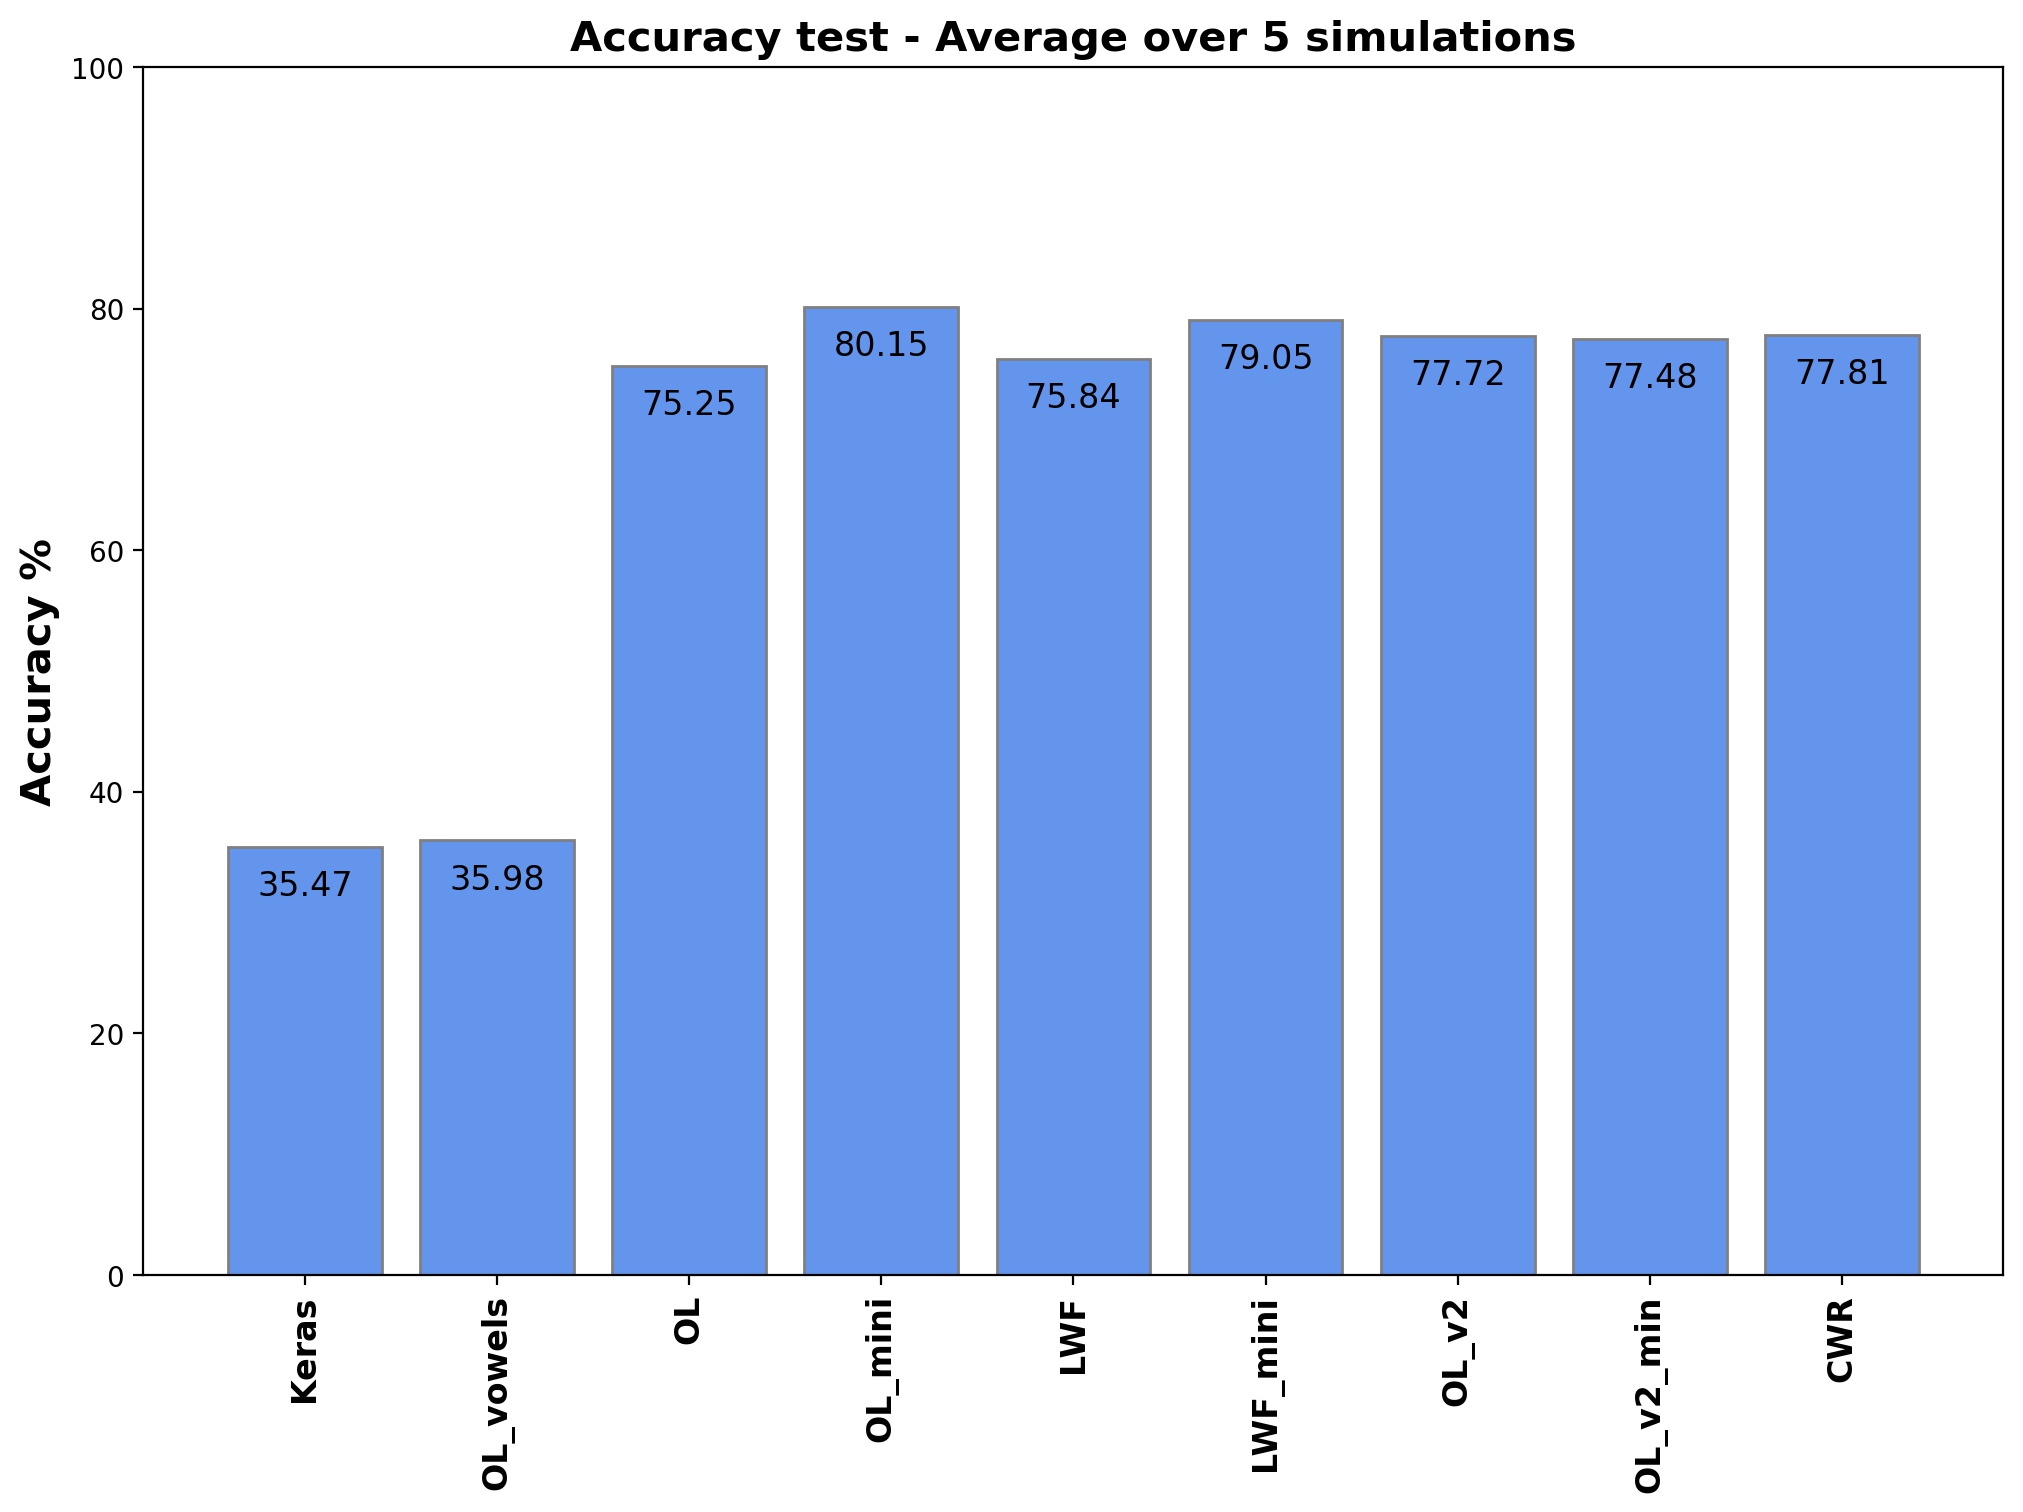 Accuracy test - Average over 5 simulations
Accuracy %
100
80
60
40
20
0
35.47
35.98
75.25
80.15
75.84
79.05
77.72
77.48
77.81
Keras
OL_vowels
OL
OL_mini
LWF
LWF_mini
OL_v2
OL_v2_min
CWR